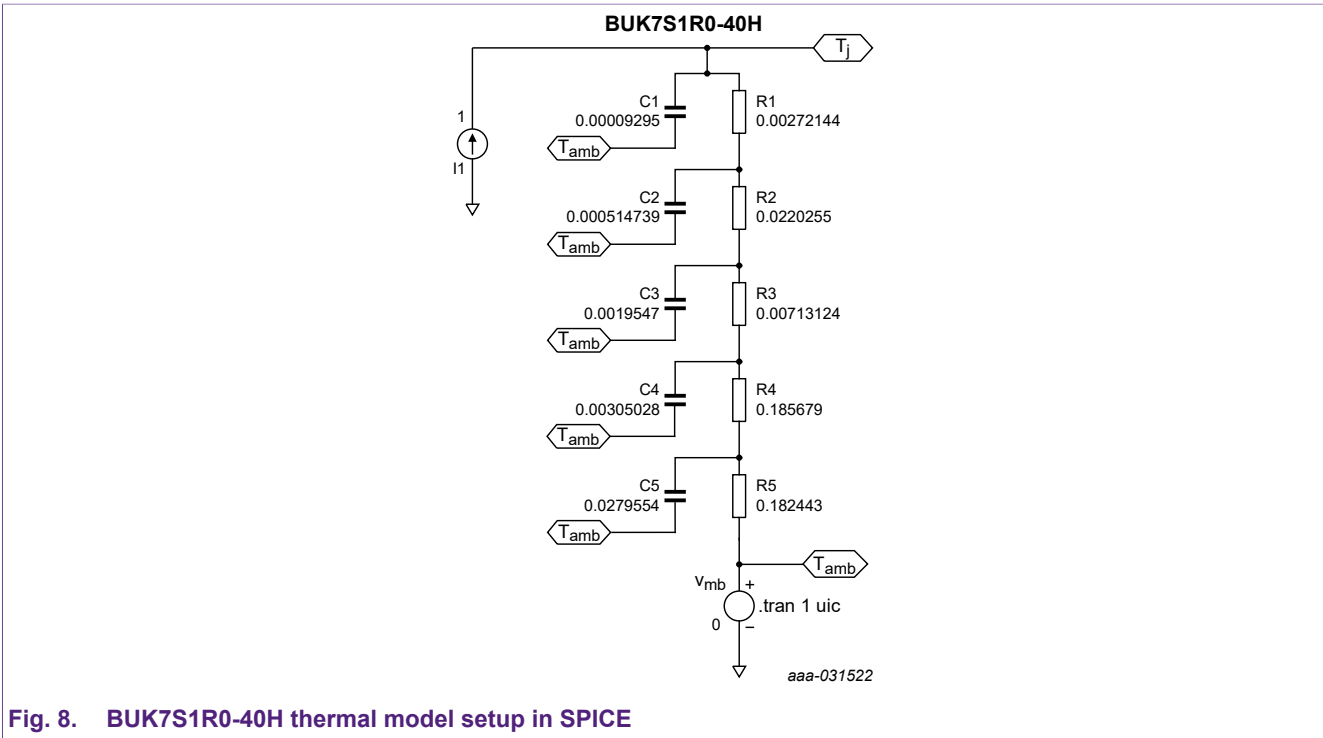 BUK7S1R0-40H
Tj
C1
0.00009295
R1
0.00272144
1
I1
Tamb
C2
0.000514739
R2
0.0220255
Tamb
C3
0.0019547
R3
0.00713124
Tamb
C4
0.00305028
R4
0.185679
Tamb
C5
0.0279554
R5
0.182443
Tamb
Tamb
vmb
+
.tran 1 uic
0
−
aaa-031522
Fig. 8. BUK7S1R0-40H thermal model setup in SPICE